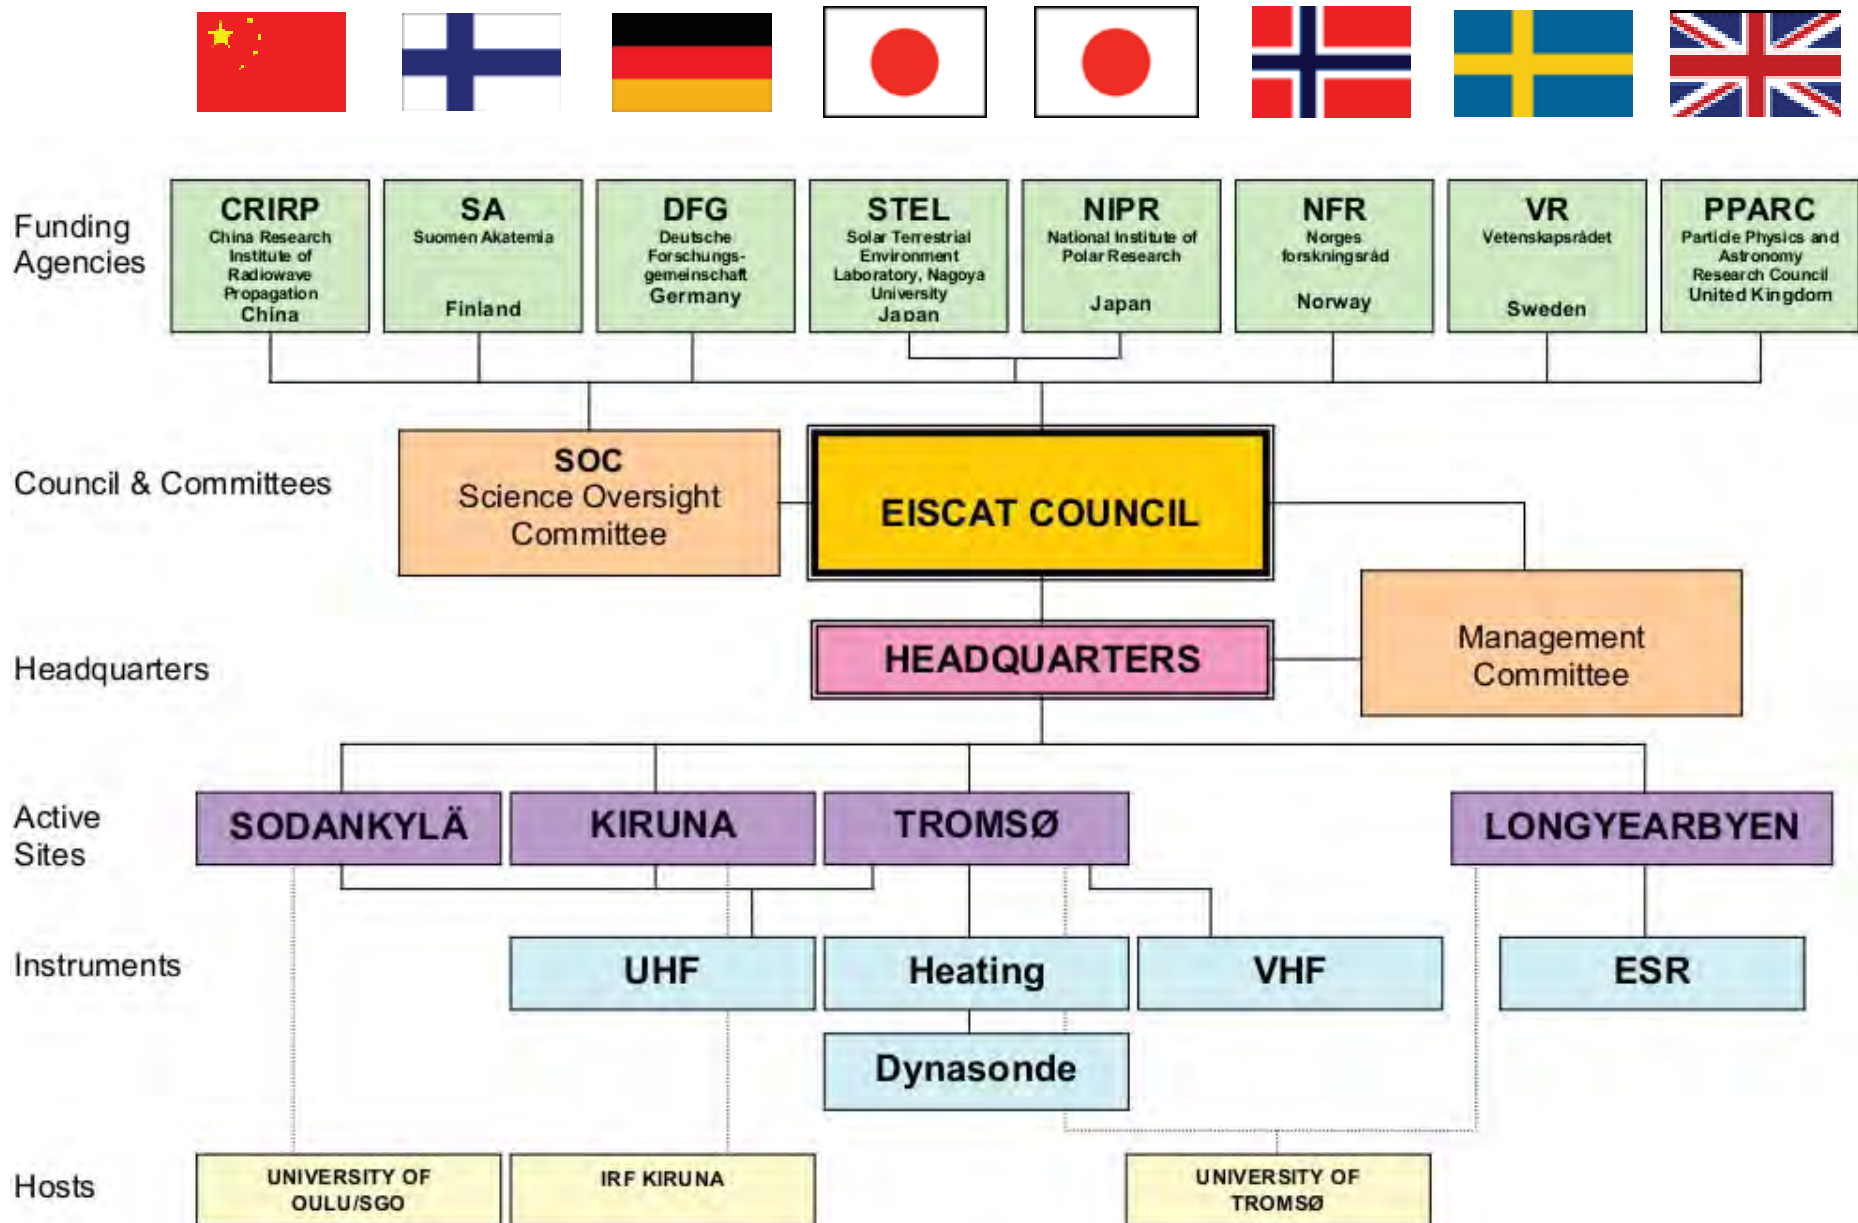 Funding
Agencies
CRIRP
China Research
Institute of
Radiowave
Propagation
China
SA
Suomen Akatemia
Finland
DFG
Deutsche
Forschungs-
gemeinschaft
Germany
STEL
Solar Terrestrial
Environment
Laboratory, Nagoya
University
Japan
NIPR
National Institute of
Polar Research
Japan
NFR
Norges
forskningsråd
Norway
VR
Vetenskapsrådet
Sweden
PPARC
Particle Physics and
Astronomy
Research Council
United Kingdom
Council & Committees
SOC
Science Oversight
Committee
EISCAT COUNCIL
Headquarters
HEADQUARTERS
Management
Committee
Active
Sites
SODANKYLÄ
KIRUNA
TROMSØ
LONGYEARBYEN
Instruments
UHF
Heating
VHF
ESR
Dynasonde
Hosts
UNIVERSITY OF
OULU/SGO
IRF KIRUNA
UNIVERSITY OF
TROMSØ